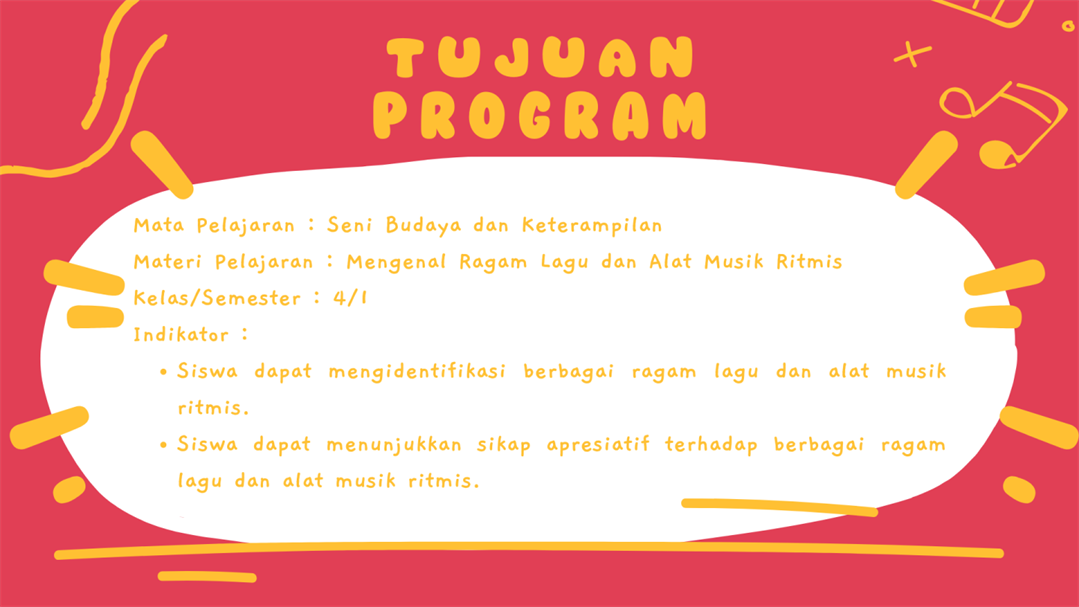 TUJUAN
PROGRAM
Mata Pelajaran : Seni Budaya dan Keterampilan
Materi Pelajaran : Mengenal Ragam Lagu dan Alat Musik Ritmis
Kelas/Semester : 4/1
Indikator :
• Siswa dapat mengidentifikasi berbagai ragam lagu dan alat musik
ritmis.
• Siswa dapat menunjukkan sikap apresiatif terhadap berbagai ragam
lagu dan alat musik ritmis.